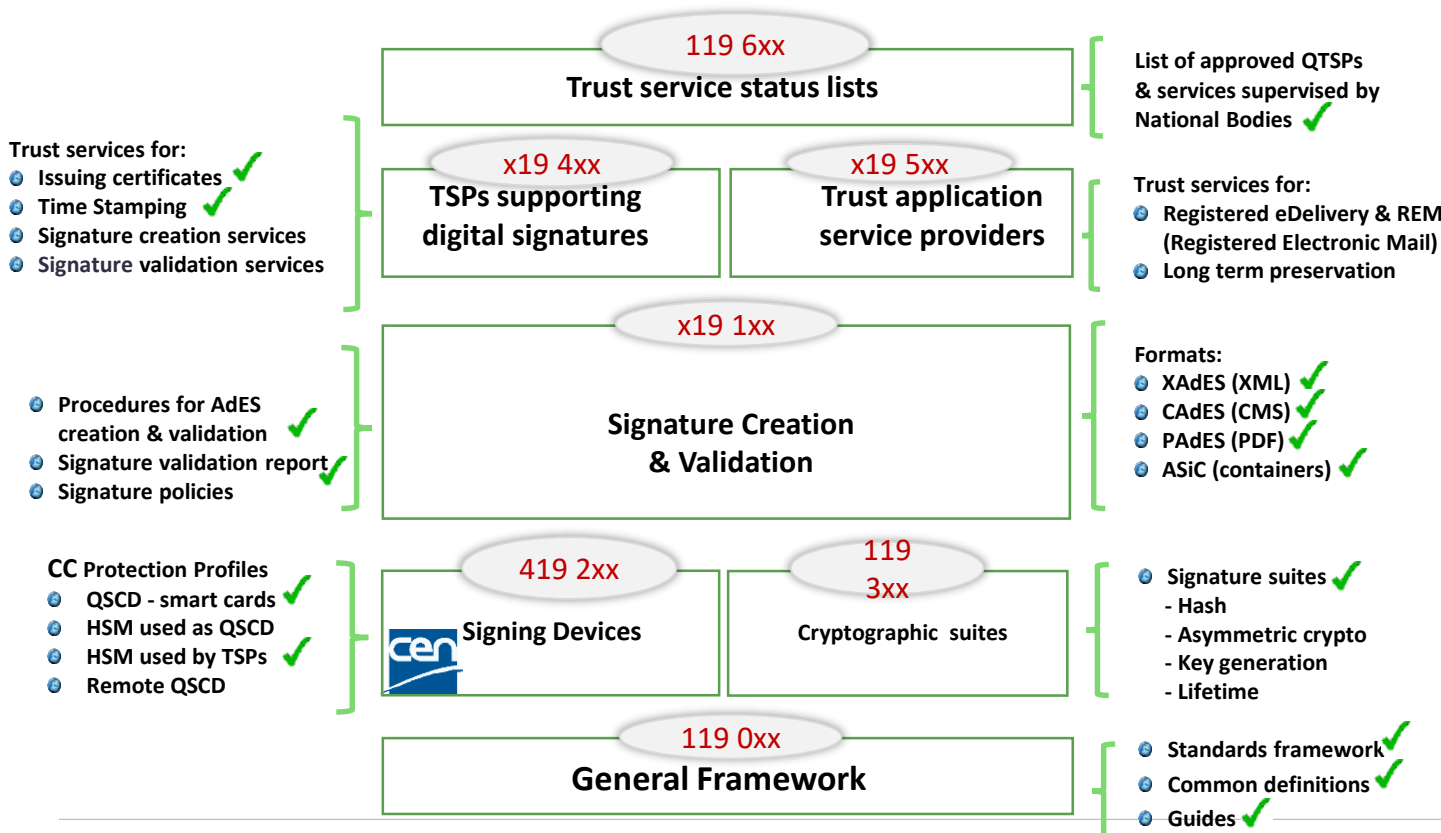 119 6xx
Trust service status lists
List of approved QTSPs
& services supervised by
National Bodies
Trust services for:
Issuing certificates
Time Stamping
Signature creation services
Signature validation services
x19 4xx
TSPs supporting
digital signatures
x19 5xx
Trust application
service providers
Trust services for:
Registered eDelivery & REM
(Registered Electronic Mail)
Long term preservation
x19 1xx
Signature Creation
& Validation
Procedures for AdES
creation & validation
Signature validation report
Signature policies
Formats:
XAdES (XML)
CAdES (CMS)
PAdES (PDF)
ASiC (containers)
CC Protection Profiles
QSCD - smart cards
HSM used as QSCD
HSM used by TSPs
Remote QSCD
419 2xx
Signing Devices
cen
119
3xx
Cryptographic suites
Signature suites
- Hash
- Asymmetric crypto
- Key generation
- Lifetime
119 0xx
General Framework
Standards framework
Common definitions
Guides